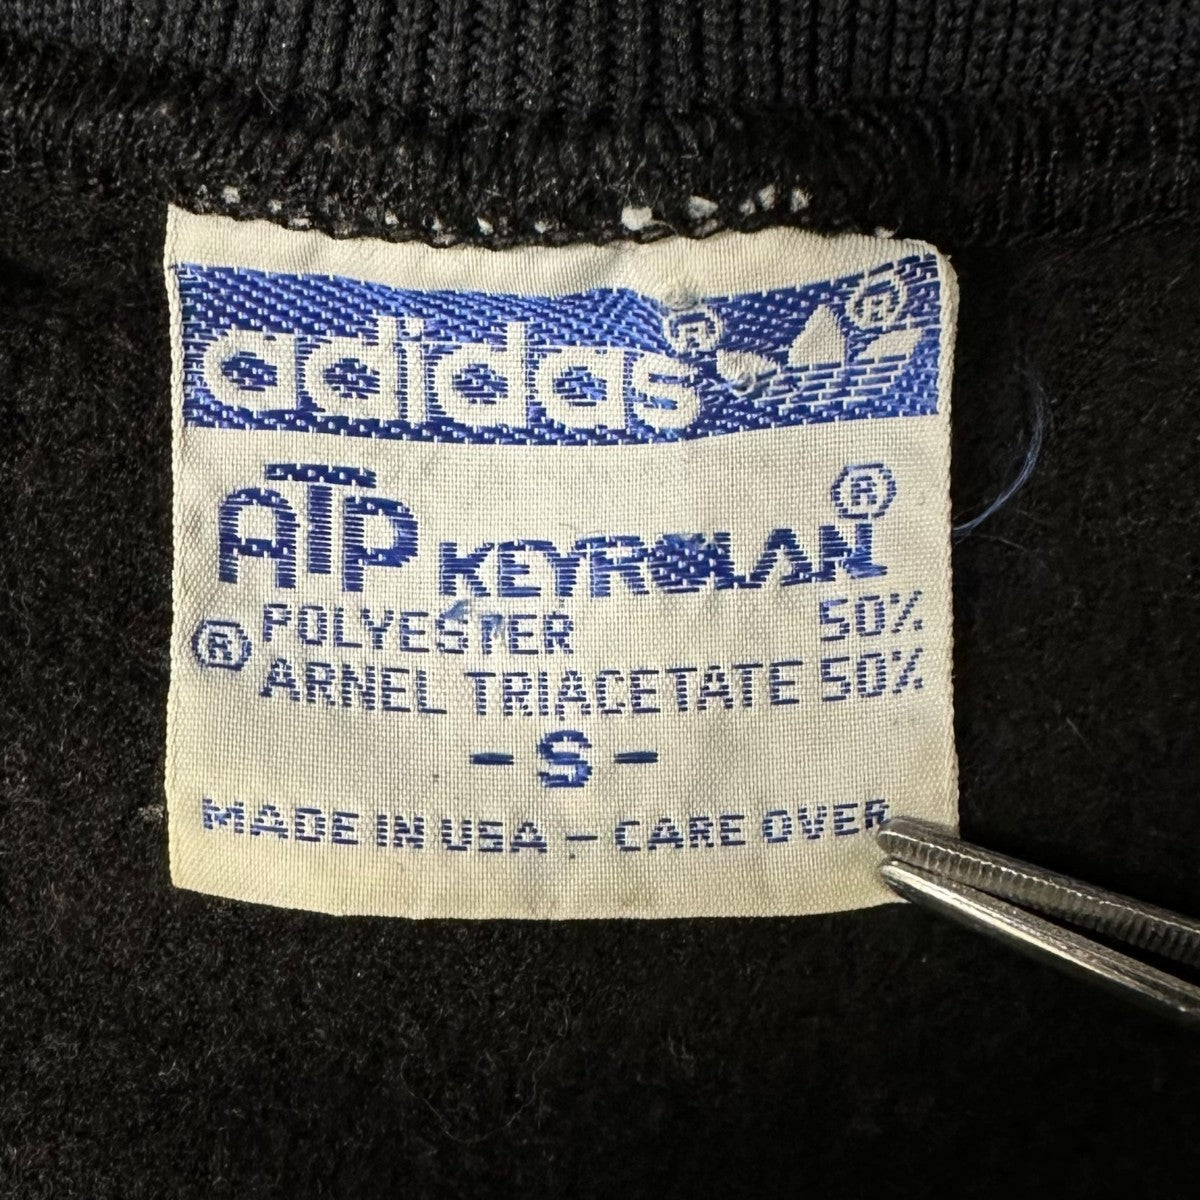 adidas®
®
ATP KEYROLAN®
POLYESTER 50%
® ARNEL TRIACETATE 50%
- S -
MADE IN USA - CARE OVER